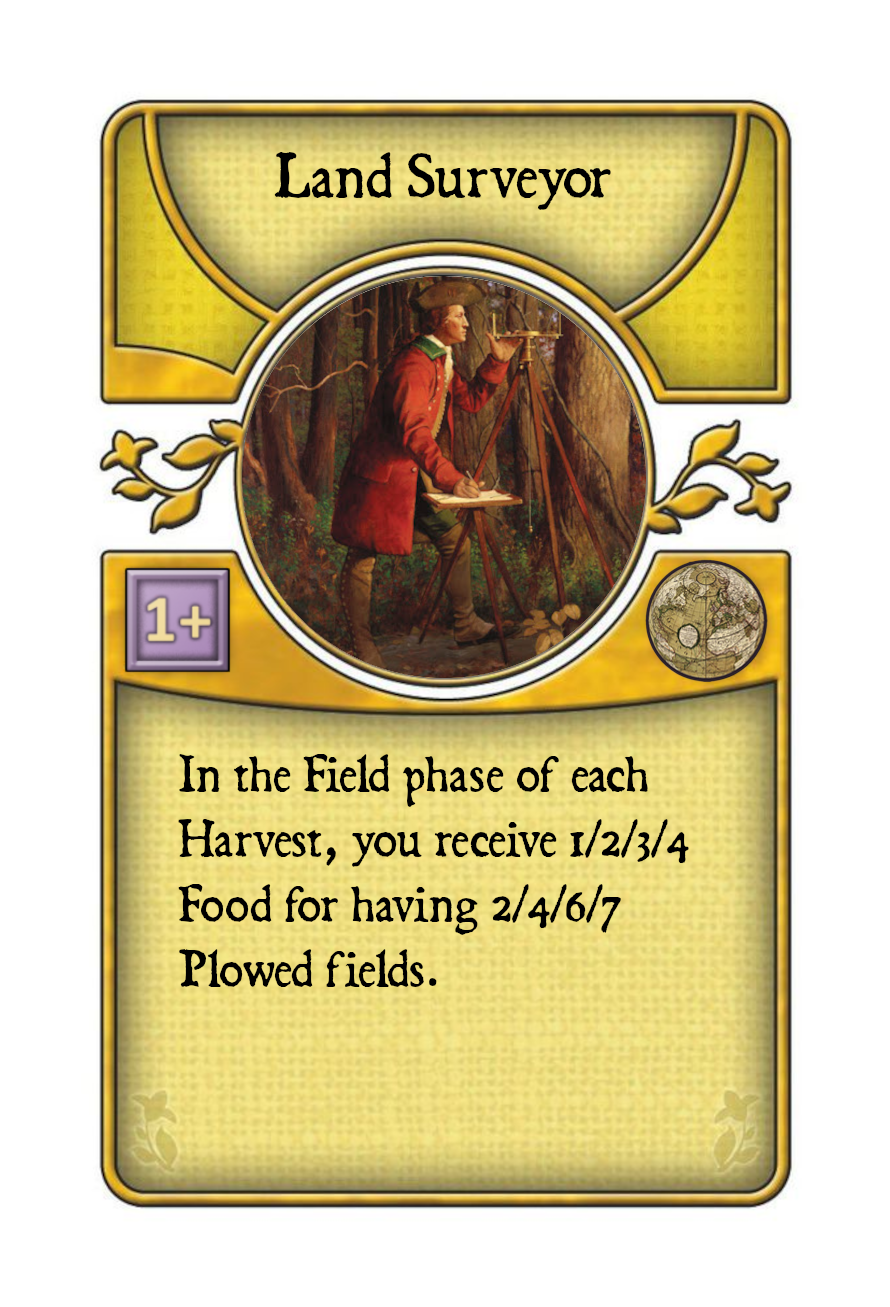 Land Surveyor
1+
In the Field phase of each
Harvest, you receive 1/2/3/4
Food for having 2/4/6/7
Plowed fields.